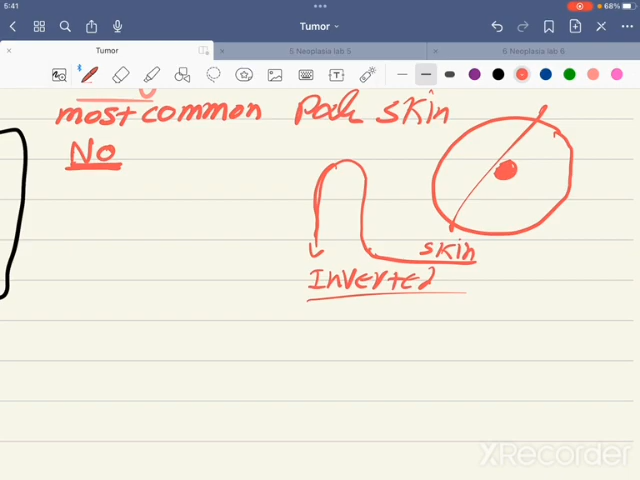 5:41
68%
Tumor
Tumor
5 Neoplasia lab 5
6 Neoplasia lab 6
most common skin
No
skin
Inverted
XRecorder